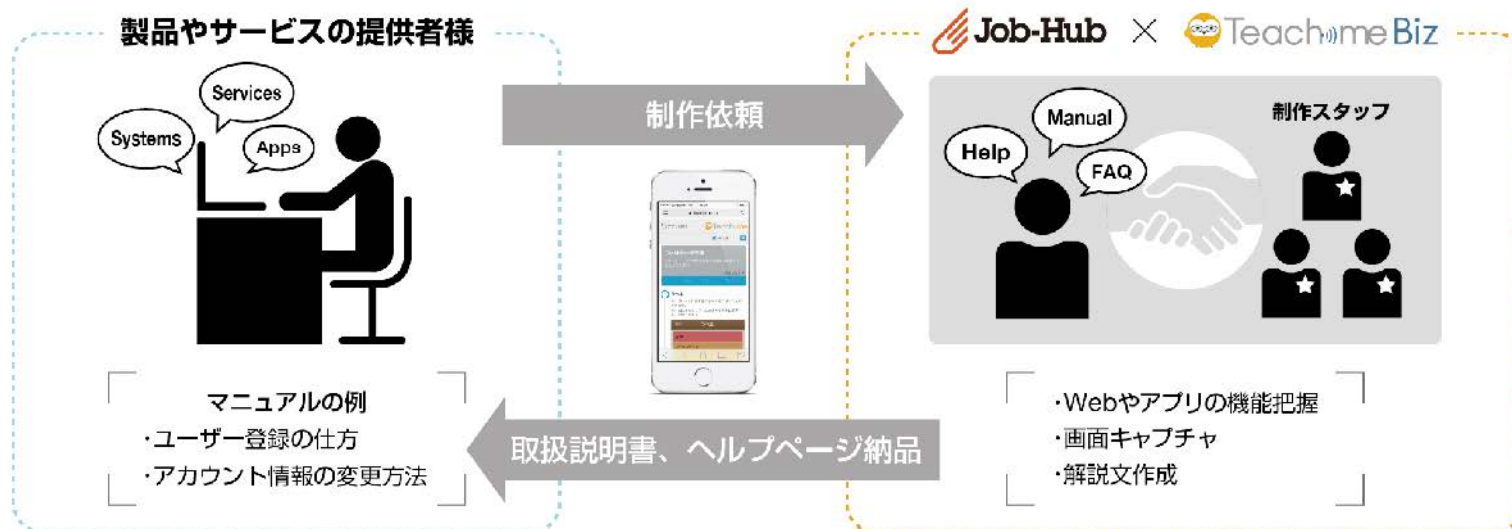 製品やサービスの提供者様
Services
Systems
Apps
マニュアルの例
・ユーザー登録の仕方
・アカウント情報の変更方法
制作依頼
取扱説明書、ヘルプページ納品
Job-Hub × Teachme Biz
制作スタッフ
Manual
Help
FAQ
・Webやアプリの機能把握
・画面キャプチャ
・解説文作成